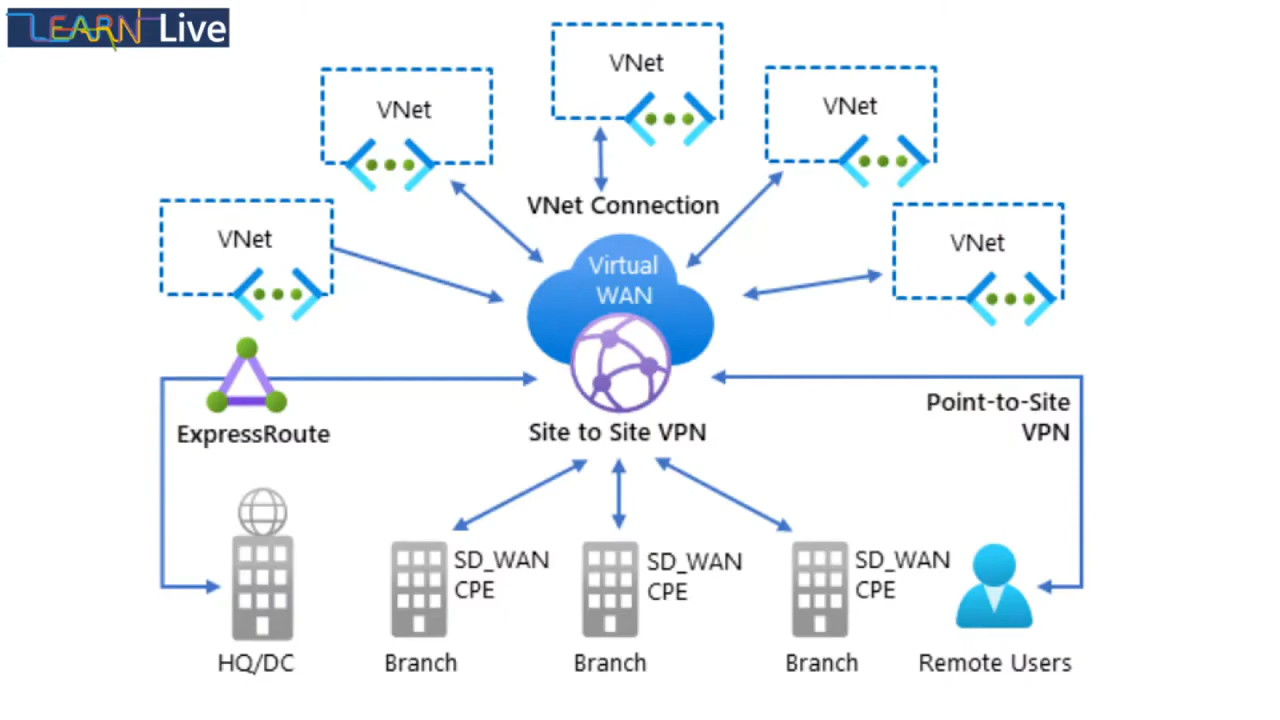 LEARN Live
VNet
VNet
VNet
VNet
VNet
VNet Connection
Virtual
WAN
ExpressRoute
Site to Site VPN
Point-to-Site
VPN
SD_WAN
CPE
SD_WAN
CPE
SD_WAN
CPE
HQ/DC
Branch
Branch
Branch
Remote Users